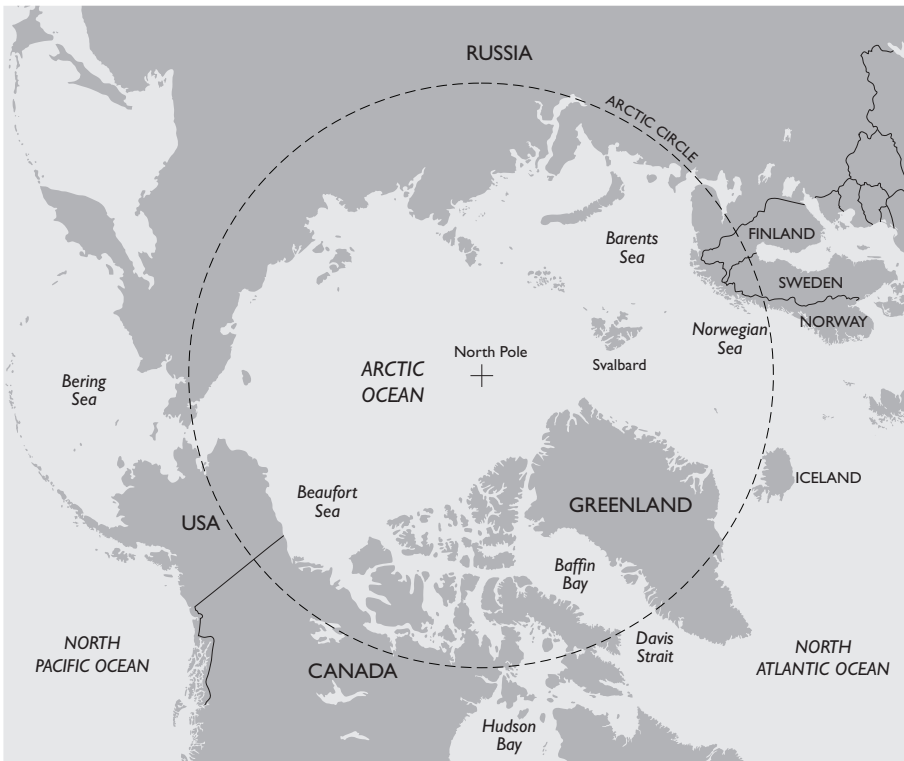 RUSSIA
ARCTIC CIRCLE
FINLAND
Barents
Sea
SWEDEN
NORWAY
Norwegian
Sea
North Pole
Svalbard
ARCTIC
OCEAN
Bering
Sea
ICELAND
Beaufort
Sea
GREENLAND
USA
Baffin
Bay
Davis
Strait
NORTH
PACIFIC OCEAN
NORTH
ATLANTIC OCEAN
CANADA
Hudson
Bay